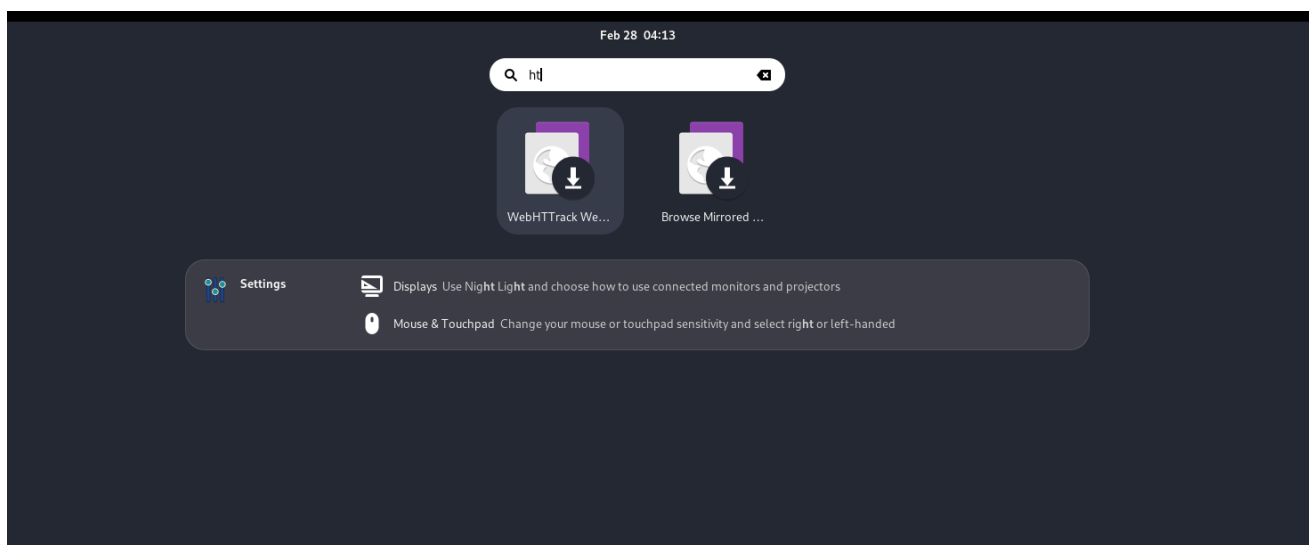 Feb 28 04:13
ht
WebHTTrack We...
Browse Mirrored ...
Settings
Displays Use Night Light and choose how to use connected monitors and projectors
Mouse & Touchpad Change your mouse or touchpad sensitivity and select right or left-handed